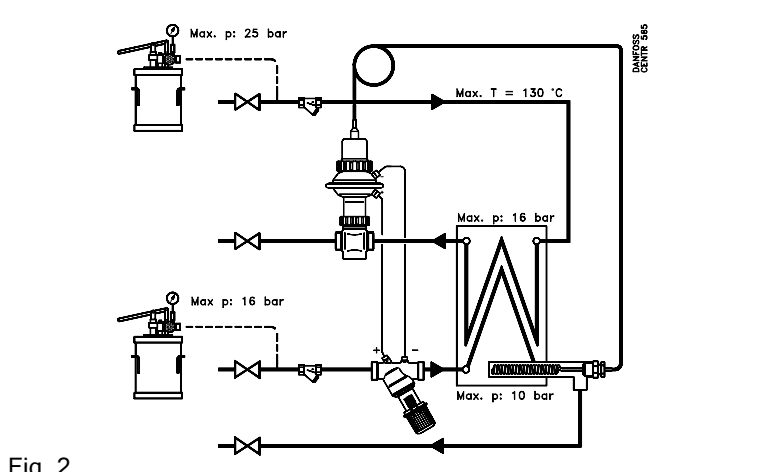 Max. p: 25 bar
DANFOSS
CENTR 585
Max. T = 130 °C
Max. p: 16 bar
Max p: 16 bar
+
-
Max. p: 10 bar
Fig. 2